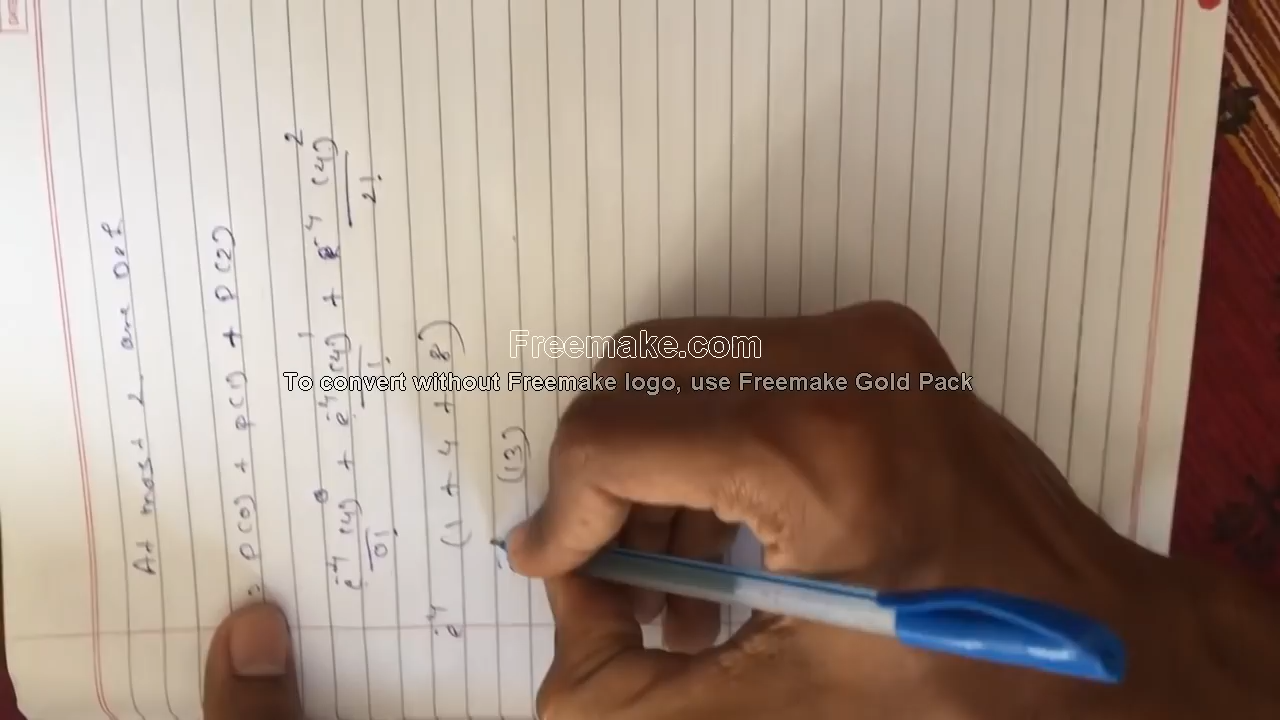 At most 2 are Def
= P(0) + P(1) + P(2)
e^-4 (4)^0 / 0! + e^-4 (4)^1 / 1! + e^-4 (4)^2 / 2!
e^-4 (1 + 4 + 8)
(13)
Freemake.com
To convert without Freemake logo, use Freemake Gold Pack